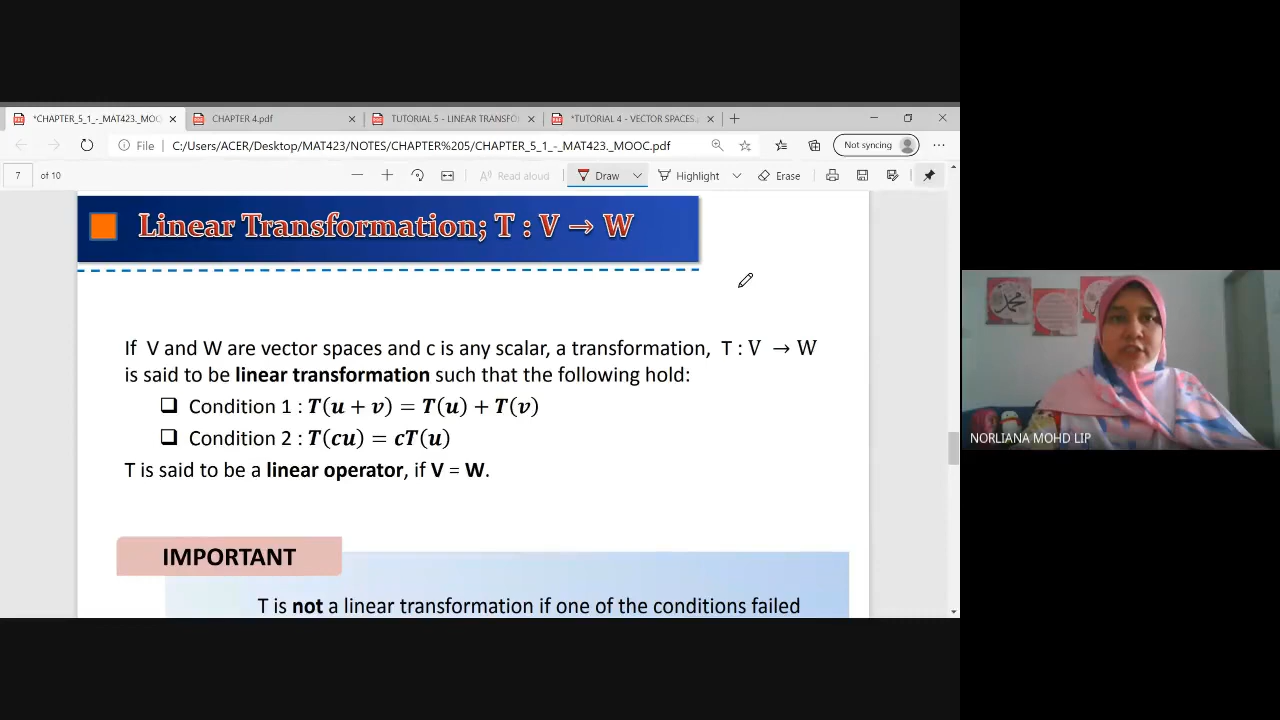 *CHAPTER_5_1_-_MAT423._MOO
CHAPTER 4.pdf
TUTORIAL 5 - LINEAR TRANSFO
*TUTORIAL 4 - VECTOR SPACES.
File
C:/Users/ACER/Desktop/MAT423/NOTES/CHAPTER%205/CHAPTER_5_1_-_MAT423._MOOC.pdf
Not syncing
7 of 10
Read aloud
Draw
Highlight
Erase
Linear Transformation; T : V → W
If V and W are vector spaces and c is any scalar, a transformation, T : V → W
is said to be linear transformation such that the following hold:
❑ Condition 1 : T(u + v) = T(u) + T(v)
❑ Condition 2 : T(cu) = cT(u)
T is said to be a linear operator, if V = W.
IMPORTANT
T is not a linear transformation if one of the conditions failed
NORLIANA MOHD LIP